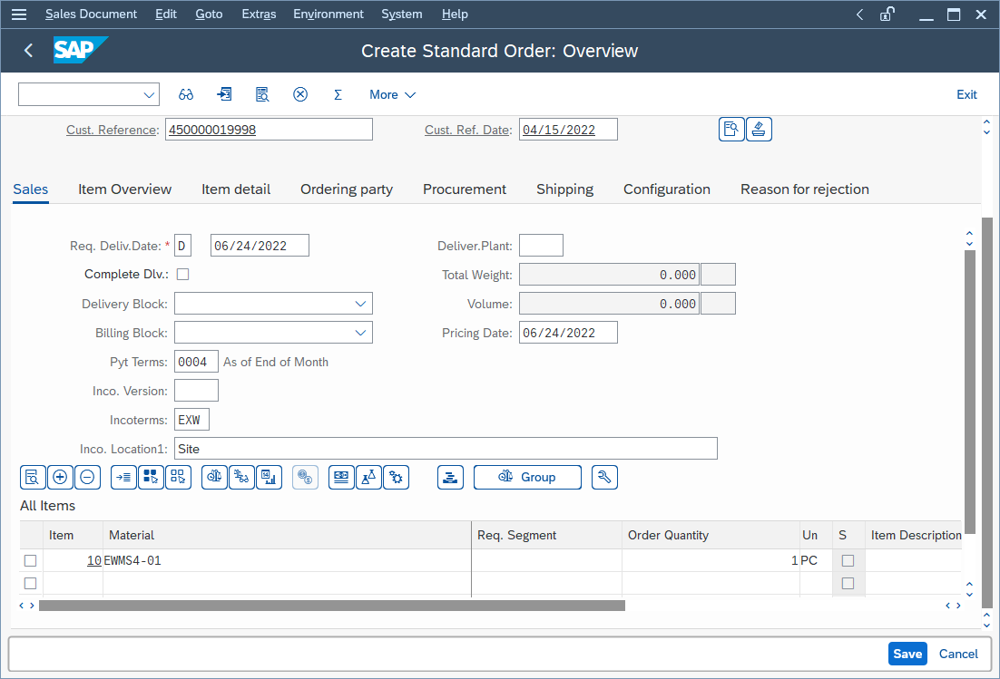 Sales Document Edit Goto Extras Environment System Help
SAP Create Standard Order: Overview
More Exit
Cust. Reference: 450000019998 Cust. Ref. Date: 04/15/2022
Sales Item Overview Item detail Ordering party Procurement Shipping Configuration Reason for rejection
Req. Deliv.Date: * D 06/24/2022 Deliver.Plant:
Complete Dlv.: Total Weight: 0.000
Delivery Block: Volume: 0.000
Billing Block: Pricing Date: 06/24/2022
Pyt Terms: 0004 As of End of Month
Inco. Version:
Incoterms: EXW
Inco. Location1: Site
Group
All Items
Item Material Req. Segment Order Quantity Un S Item Description
10 EWMS4-01 1 PC
Save Cancel